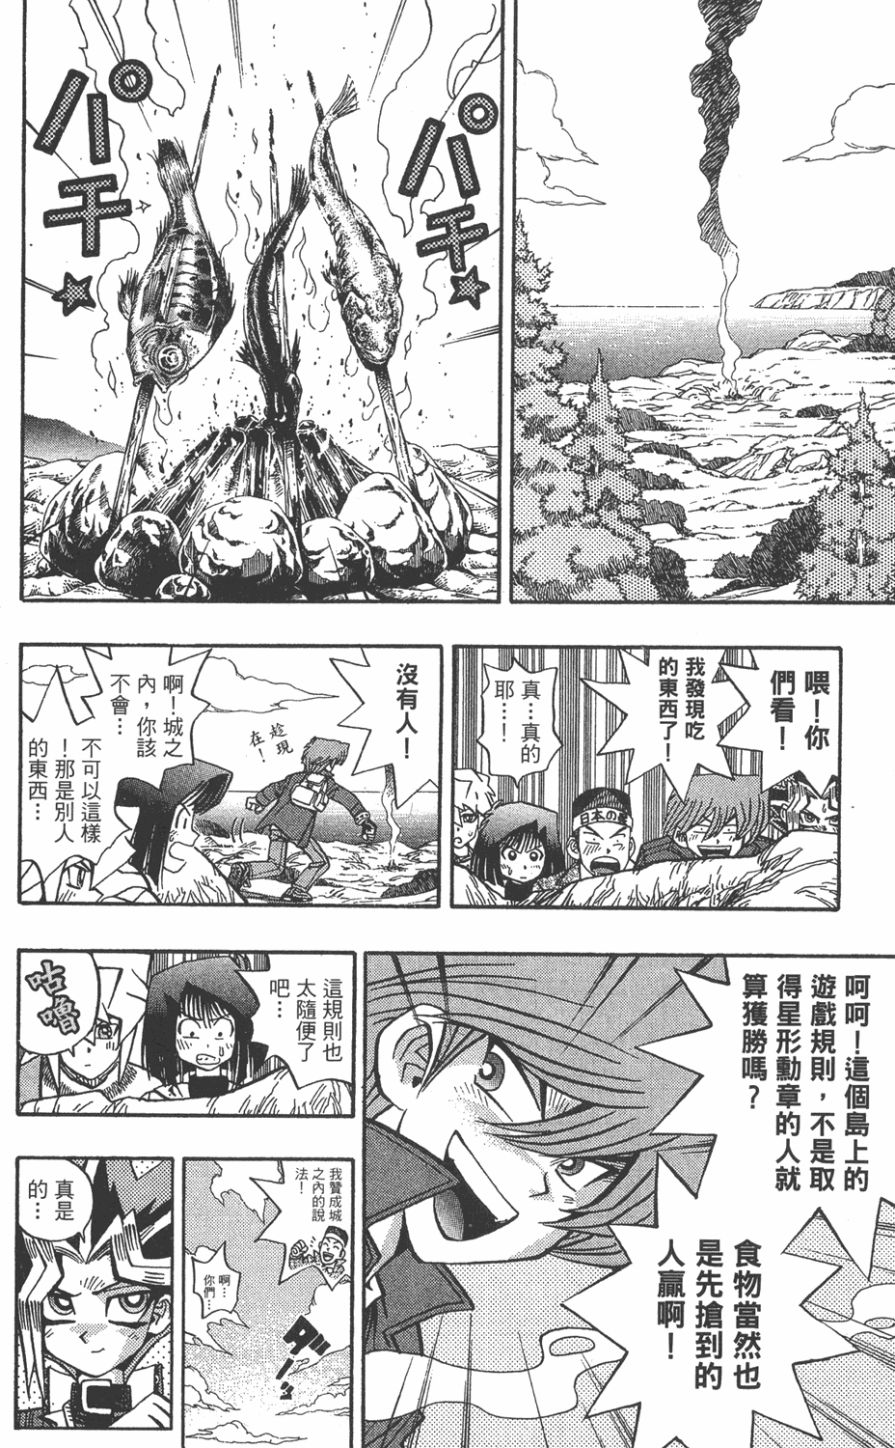 パチ☆
パチ☆
喂！你
們看！
我發現吃
的東西了！
真…真的
耶…！
日本の
沒有人！
趁現
在！
啊！城之
內，你該
不會…
不可以這樣
！那是別人
的東西…
呵呵！這個島上的
遊戲規則，不是取
得星形勳章的人就
算獲勝嗎？
食物當然也
是先搶到的
人贏啊！
這規則也
太隨便了
吧…
咕嚕
我贊成城
之內的說
法！
啊…
你們…
ダーッ
真是
的…